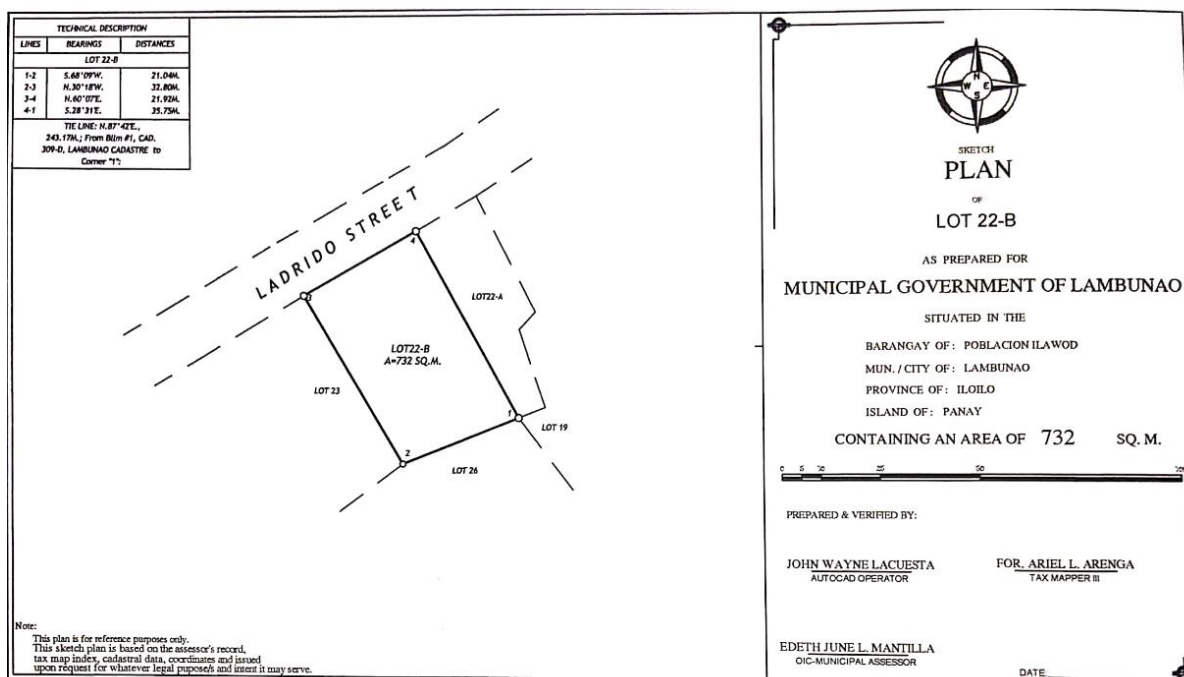 TECHNICAL DESCRIPTION
LINES BEARINGS DISTANCES
LOT 22-B
1-2 S.68°09'W. 21.04M.
2-3 N.30°18'W. 32.80M.
3-4 N.60°07'E. 21.92M.
4-1 S.28°31'E. 35.75M.
TIE LINE: N.87°42'E.,
243.17M.; From Bllm #1, CAD.
309-D, LAMBUNAO CADASTRE to
Corner "1":
LADRIDO STREET
4
3
LOT22-A
LOT22-B
A=732 SQ.M.
LOT 23
1
LOT 19
2
LOT 26
Note:
This plan is for reference purposes only.
This sketch plan is based on the assessor's record,
tax map index, cadastral data, coordinates and issued
upon request for whatever legal pupose/s and intent it may serve.
N
W E
S
SKETCH
PLAN
OF
LOT 22-B
AS PREPARED FOR
MUNICIPAL GOVERNMENT OF LAMBUNAO
SITUATED IN THE
BARANGAY OF: POBLACION ILAWOD
MUN./CITY OF: LAMBUNAO
PROVINCE OF: ILOILO
ISLAND OF: PANAY
CONTAINING AN AREA OF 732 SQ. M.
0 5 10 25 50
PREPARED & VERIFIED BY:
JOHN WAYNE LACUESTA FOR. ARIEL L. ARENGA
AUTOCAD OPERATOR TAX MAPPER III
EDETH JUNE L. MANTILLA
OIC-MUNICIPAL ASSESSOR
DATE